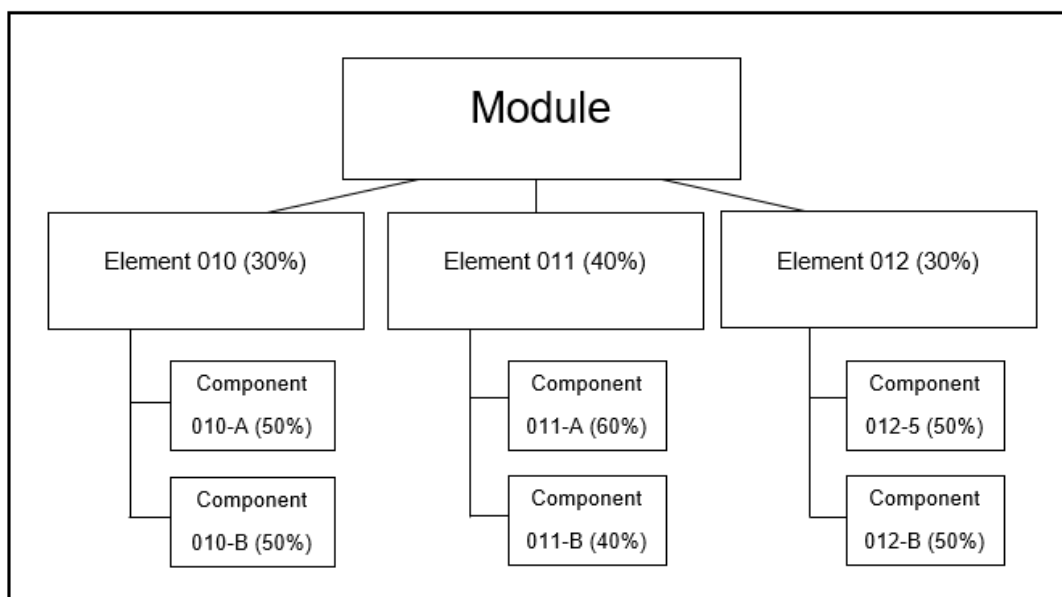 Module
Element 010 (30%)
Element 011 (40%)
Element 012 (30%)
Component
010-A (50%)
Component
011-A (60%)
Component
012-5 (50%)
Component
010-B (50%)
Component
011-B (40%)
Component
012-B (50%)